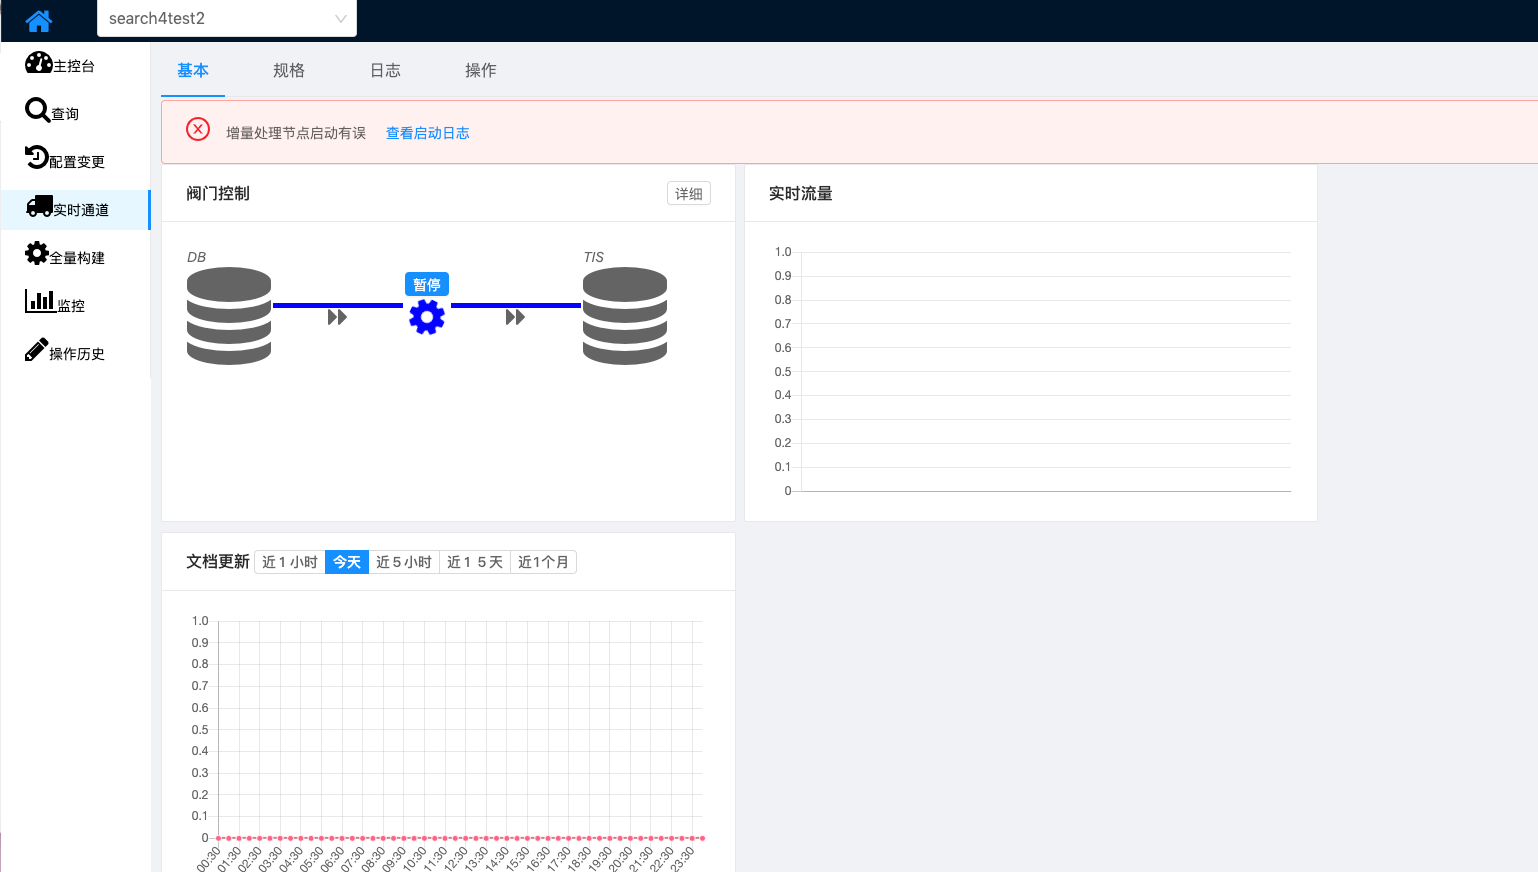 search4test2
主控台
查询
配置变更
实时通道
全量构建
监控
操作历史
基本 规格 日志 操作
增量处理节点启动有误 查看启动日志
阀门控制 详细
DB
暂停
TIS
实时流量
1.0
0.9
0.8
0.7
0.6
0.5
0.4
0.3
0.2
0.1
0
文档更新 近１小时 今天 近５小时 近１５天 近1个月
1.0
0.9
0.8
0.7
0.6
0.5
0.4
0.3
0.2
0.1
0
00:30 01:30 02:30 03:30 04:30 05:30 06:30 07:30 08:30 09:30 10:30 11:30 12:30 13:30 14:30 15:30 16:30 17:30 18:30 19:30 20:30 21:30 22:30 23:30